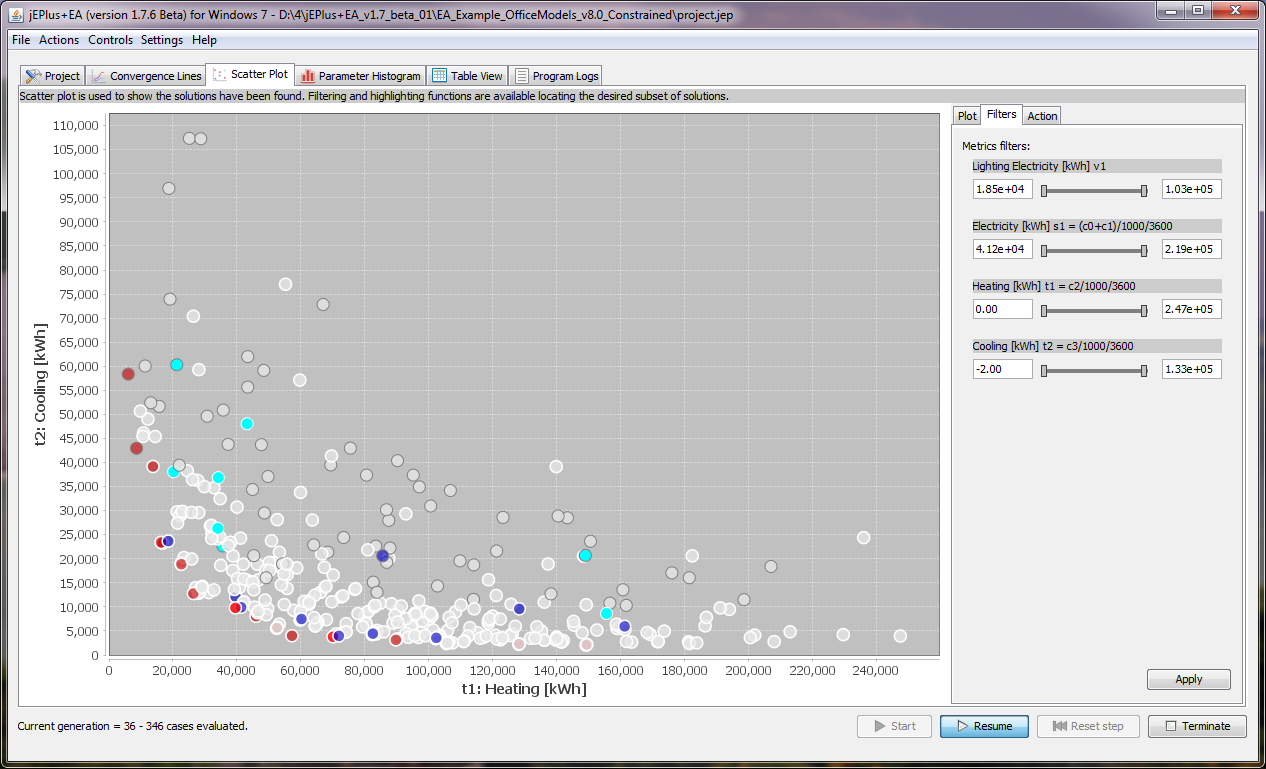 jEPlus+EA (version 1.7.6 Beta) for Windows 7 - D:\4\jEPlus+EA_v1.7_beta_01\EA_Example_OfficeModels_v8.0_Constrained\project.jep
File Actions Controls Settings Help
Project Convergence Lines Scatter Plot Parameter Histogram Table View Program Logs
Scatter plot is used to show the solutions have been found. Filtering and highlighting functions are available locating the desired subset of solutions.
110,000
105,000
100,000
95,000
90,000
85,000
80,000
75,000
70,000
65,000
60,000
55,000
50,000
45,000
40,000
35,000
30,000
25,000
20,000
15,000
10,000
5,000
0
t2: Cooling [kWh]
0 20,000 40,000 60,000 80,000 100,000 120,000 140,000 160,000 180,000 200,000 220,000 240,000
t1: Heating [kWh]
Plot Filters Action
Metrics filters:
Lighting Electricity [kWh] v1
1.85e+04 1.03e+05
Electricity [kWh] s1 = (c0+c1)/1000/3600
4.12e+04 2.19e+05
Heating [kWh] t1 = c2/1000/3600
0.00 2.47e+05
Cooling [kWh] t2 = c3/1000/3600
-2.00 1.33e+05
Apply
Current generation = 36 - 346 cases evaluated.
Start Resume Reset step Terminate